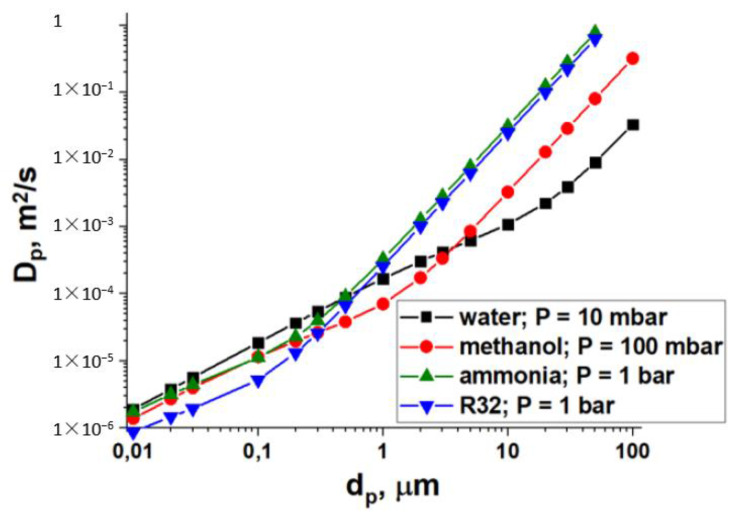 1
1×10⁻¹
1×10⁻²
1×10⁻³
1×10⁻⁴
1×10⁻⁵
1×10⁻⁶
Dₚ, m²/s
water; P = 10 mbar
methanol; P = 100 mbar
ammonia; P = 1 bar
R32; P = 1 bar
0,01 0,1 1 10 100
dₚ, μm